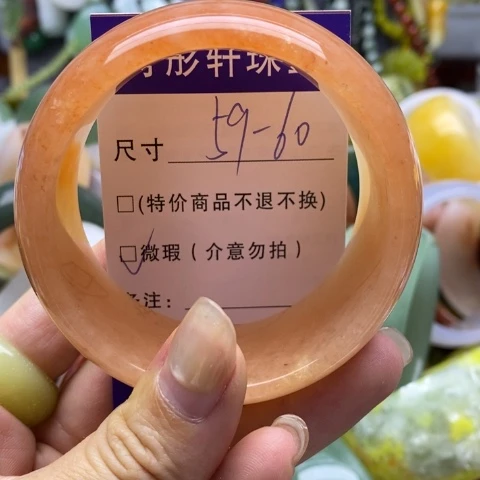 彤轩珠
尺寸 59-60
□(特价商品不退不换)
☑微瑕(介意勿拍)
注: